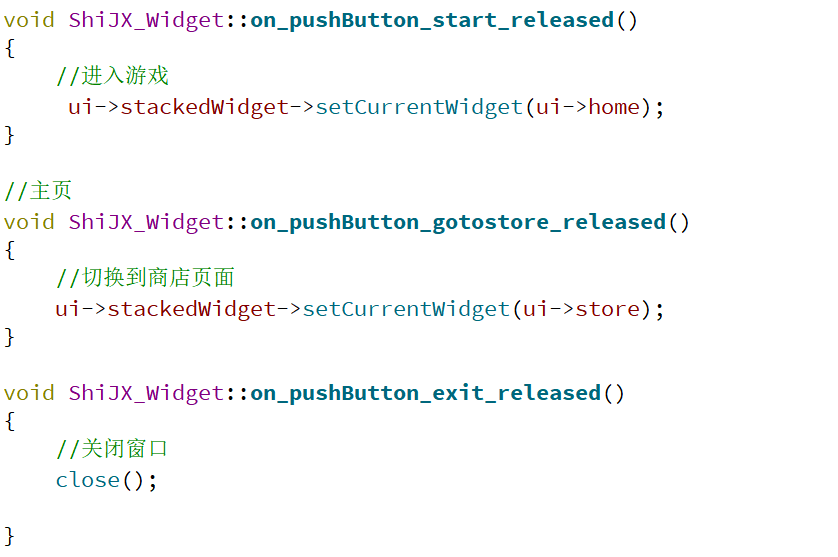 void ShiJX_Widget::on_pushButton_start_released()
{
    //进入游戏
     ui->stackedWidget->setCurrentWidget(ui->home);
}

//主页
void ShiJX_Widget::on_pushButton_gotostore_released()
{
    //切换到商店页面
    ui->stackedWidget->setCurrentWidget(ui->store);
}

void ShiJX_Widget::on_pushButton_exit_released()
{
    //关闭窗口
    close();

}